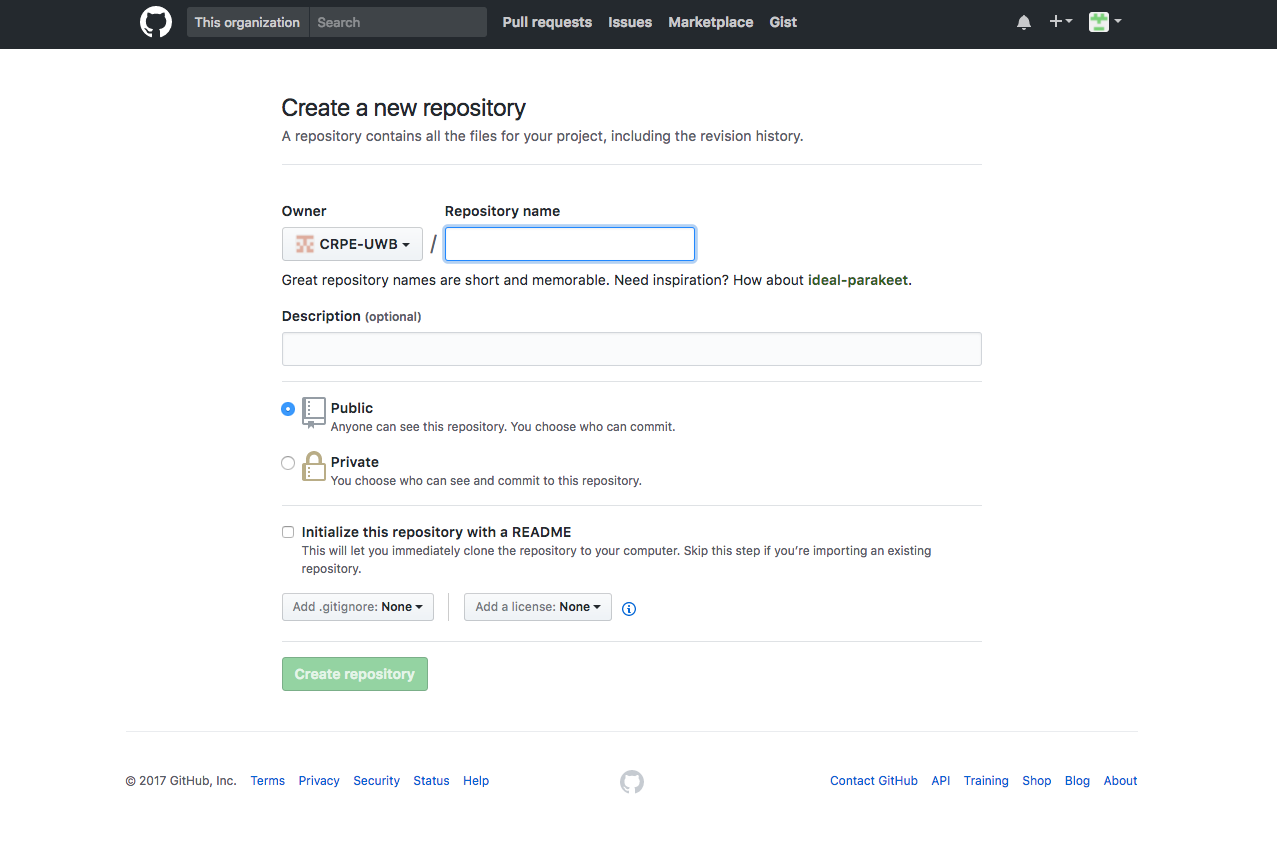 This organization Search Pull requests Issues Marketplace Gist
Create a new repository
A repository contains all the files for your project, including the revision history.
Owner Repository name
CRPE-UWB /
Great repository names are short and memorable. Need inspiration? How about ideal-parakeet.
Description (optional)
Public
Anyone can see this repository. You choose who can commit.
Private
You choose who can see and commit to this repository.
Initialize this repository with a README
This will let you immediately clone the repository to your computer. Skip this step if you’re importing an existing
repository.
Add .gitignore: None Add a license: None
Create repository
© 2017 GitHub, Inc. Terms Privacy Security Status Help Contact GitHub API Training Shop Blog About